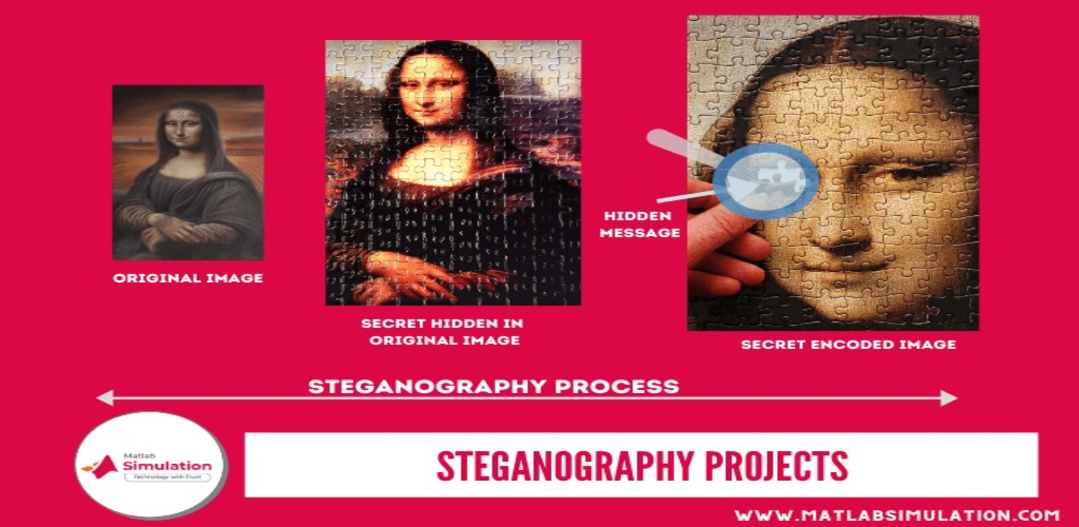 ORIGINAL IMAGE
SECRET HIDDEN IN
ORIGINAL IMAGE
HIDDEN
MESSAGE
SECRET ENCODED IMAGE
STEGANOGRAPHY PROCESS
Matlab
Simulation
Technology with Trust
STEGANOGRAPHY PROJECTS
WWW.MATLABSIMULATION.COM